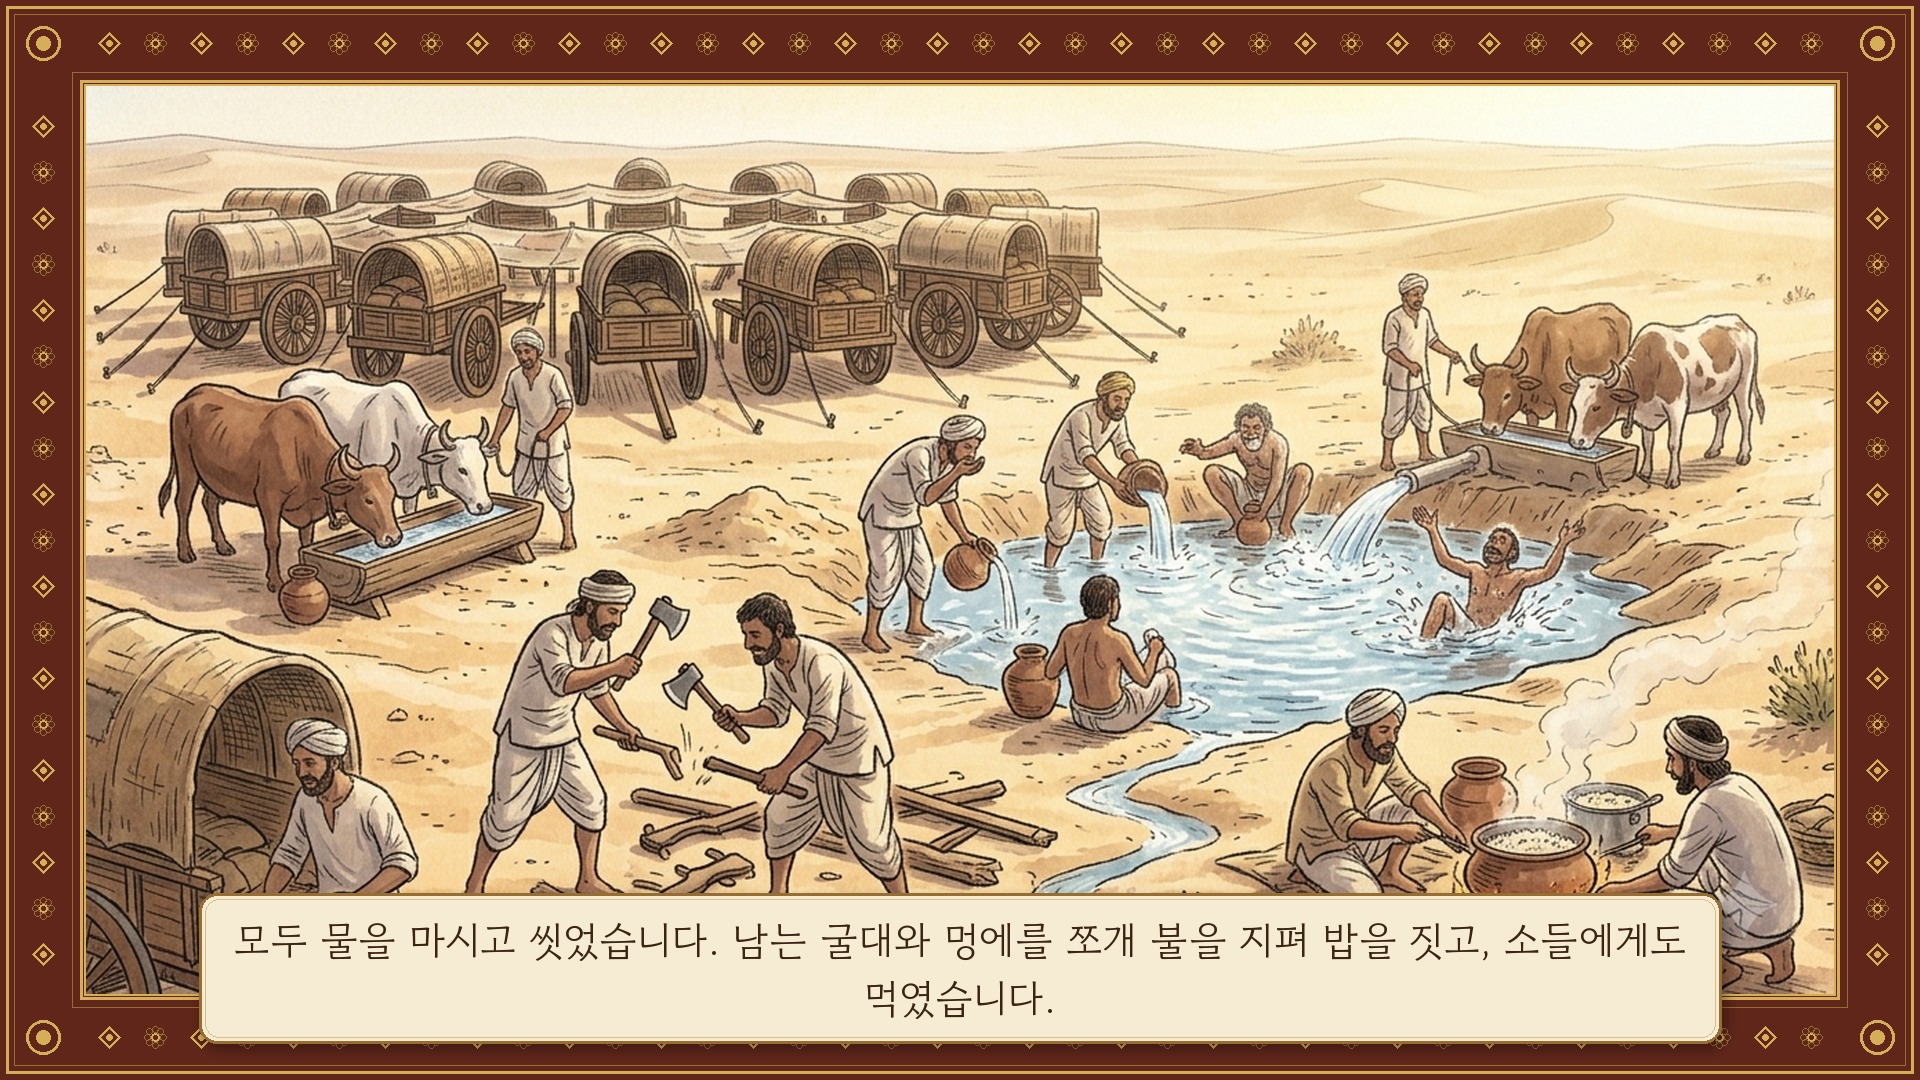 모두 물을 마시고 씻었습니다. 남는 굴대와 멍에를 쪼개 불을 지펴 밥을 짓고, 소들에게도
먹였습니다.